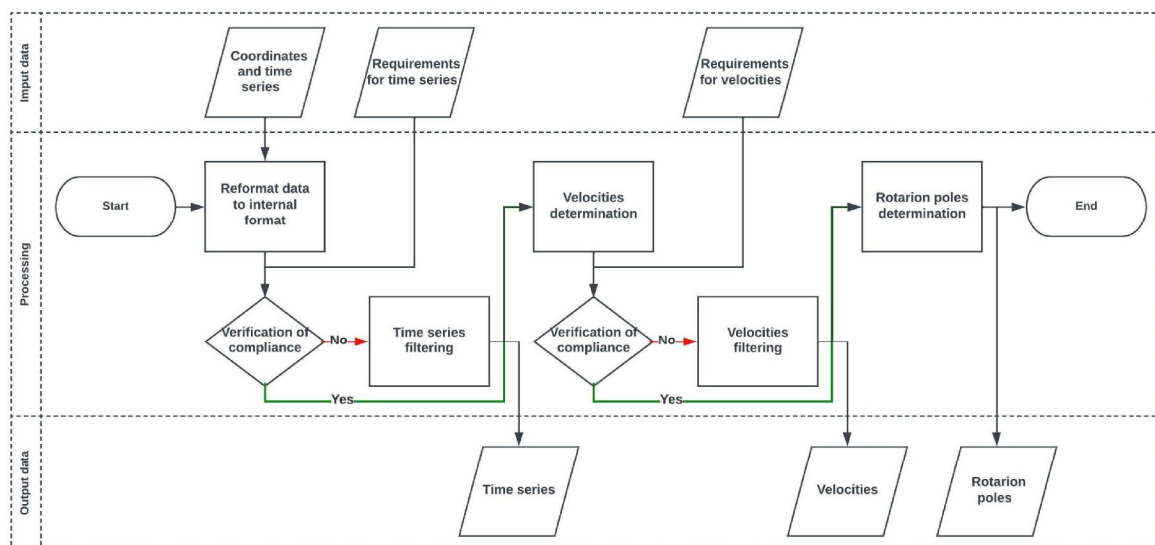 Imput data
Coordinates
and time
series
Requirements
for time series
Requirements
for velocities
Processing
Start
Reformat data
to internal
format
Velocities
determination
Rotarion poles
determination
End
Verification of
compliance
No
Time series
filtering
Verification of
compliance
No
Velocities
filtering
Yes
Yes
Output data
Time series
Velocities
Rotarion
poles